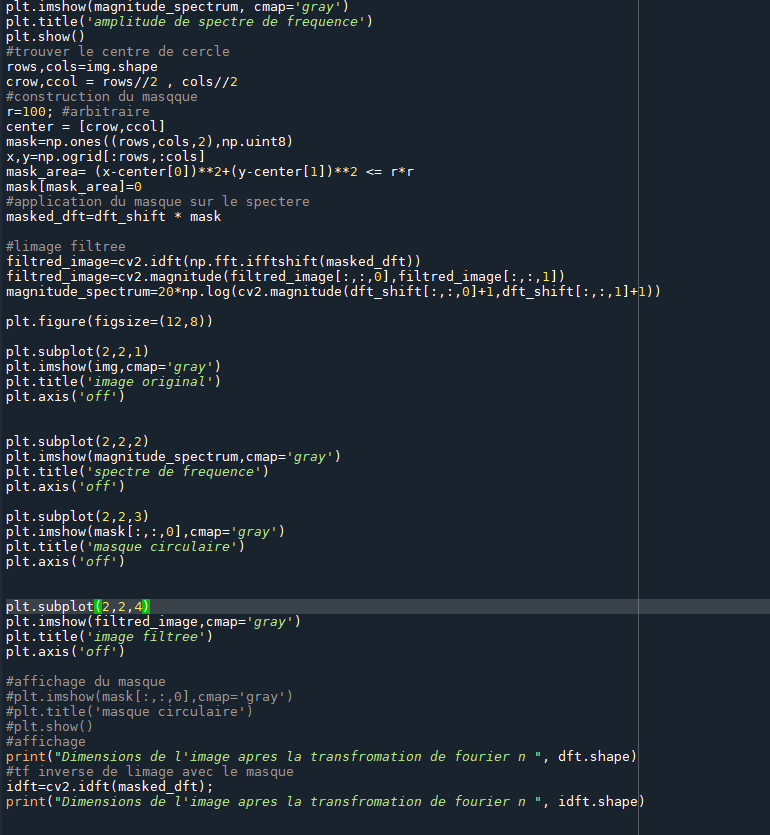 plt.imshow(magnitude_spectrum, cmap='gray')
plt.title('amplitude de spectre de frequence')
plt.show()
#trouver le centre de cercle
rows,cols=img.shape
crow,ccol = rows//2 , cols//2
#construction du masqque
r=100; #arbitraire
center = [crow,ccol]
mask=np.ones((rows,cols,2),np.uint8)
x,y=np.ogrid[:rows,:cols]
mask_area= (x-center[0])**2+(y-center[1])**2 <= r*r
mask[mask_area]=0
#application du masque sur le spectere
masked_dft=dft_shift * mask
#limage filtree
filtred_image=cv2.idft(np.fft.ifftshift(masked_dft))
filtred_image=cv2.magnitude(filtred_image[:,:,0],filtred_image[:,:,1])
magnitude_spectrum=20*np.log(cv2.magnitude(dft_shift[:,:,0]+1,dft_shift[:,:,1]+1))
plt.figure(figsize=(12,8))
plt.subplot(2,2,1)
plt.imshow(img,cmap='gray')
plt.title('image original')
plt.axis('off')
plt.subplot(2,2,2)
plt.imshow(magnitude_spectrum,cmap='gray')
plt.title('spectre de frequence')
plt.axis('off')
plt.subplot(2,2,3)
plt.imshow(mask[:,:,0],cmap='gray')
plt.title('masque circulaire')
plt.axis('off')
plt.subplot(2,2,4)
plt.imshow(filtred_image,cmap='gray')
plt.title('image filtree')
plt.axis('off')
#affichage du masque
#plt.imshow(mask[:,:,0],cmap='gray')
#plt.title('masque circulaire')
#plt.show()
#affichage
print("Dimensions de l'image apres la transfromation de fourier n ", dft.shape)
#tf inverse de limage avec le masque
idft=cv2.idft(masked_dft);
print("Dimensions de l'image apres la transfromation de fourier n ", idft.shape)